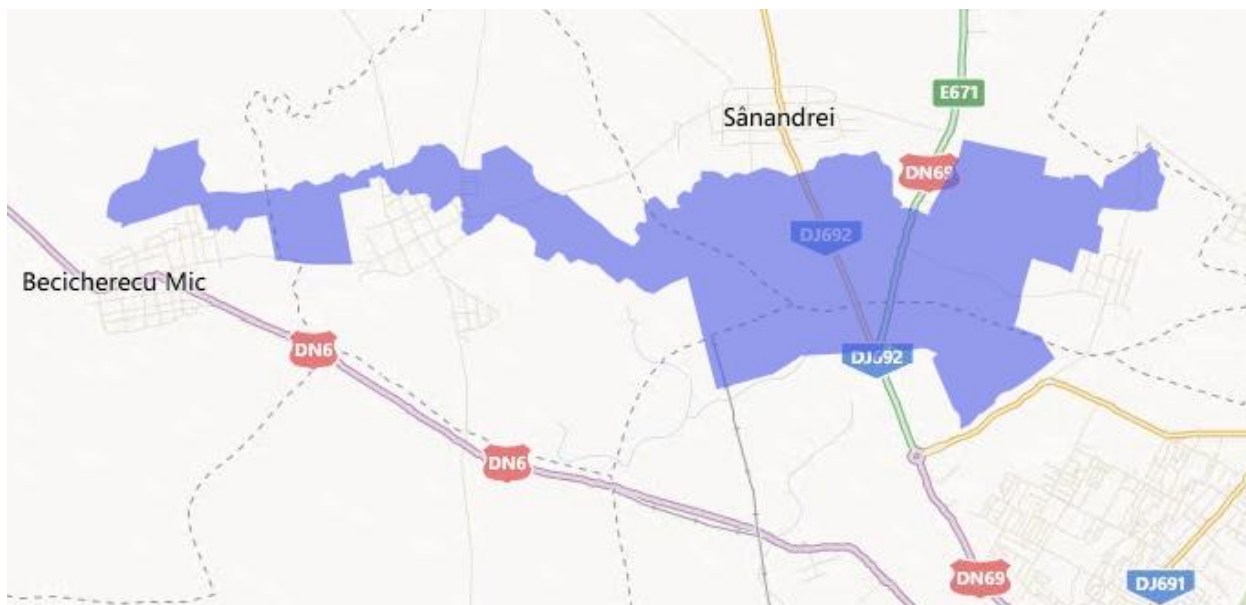 Sânandrei
E671
DN69
DJ692
Becicherecu Mic
DN6
DJ692
DN6
DN69
DJ691